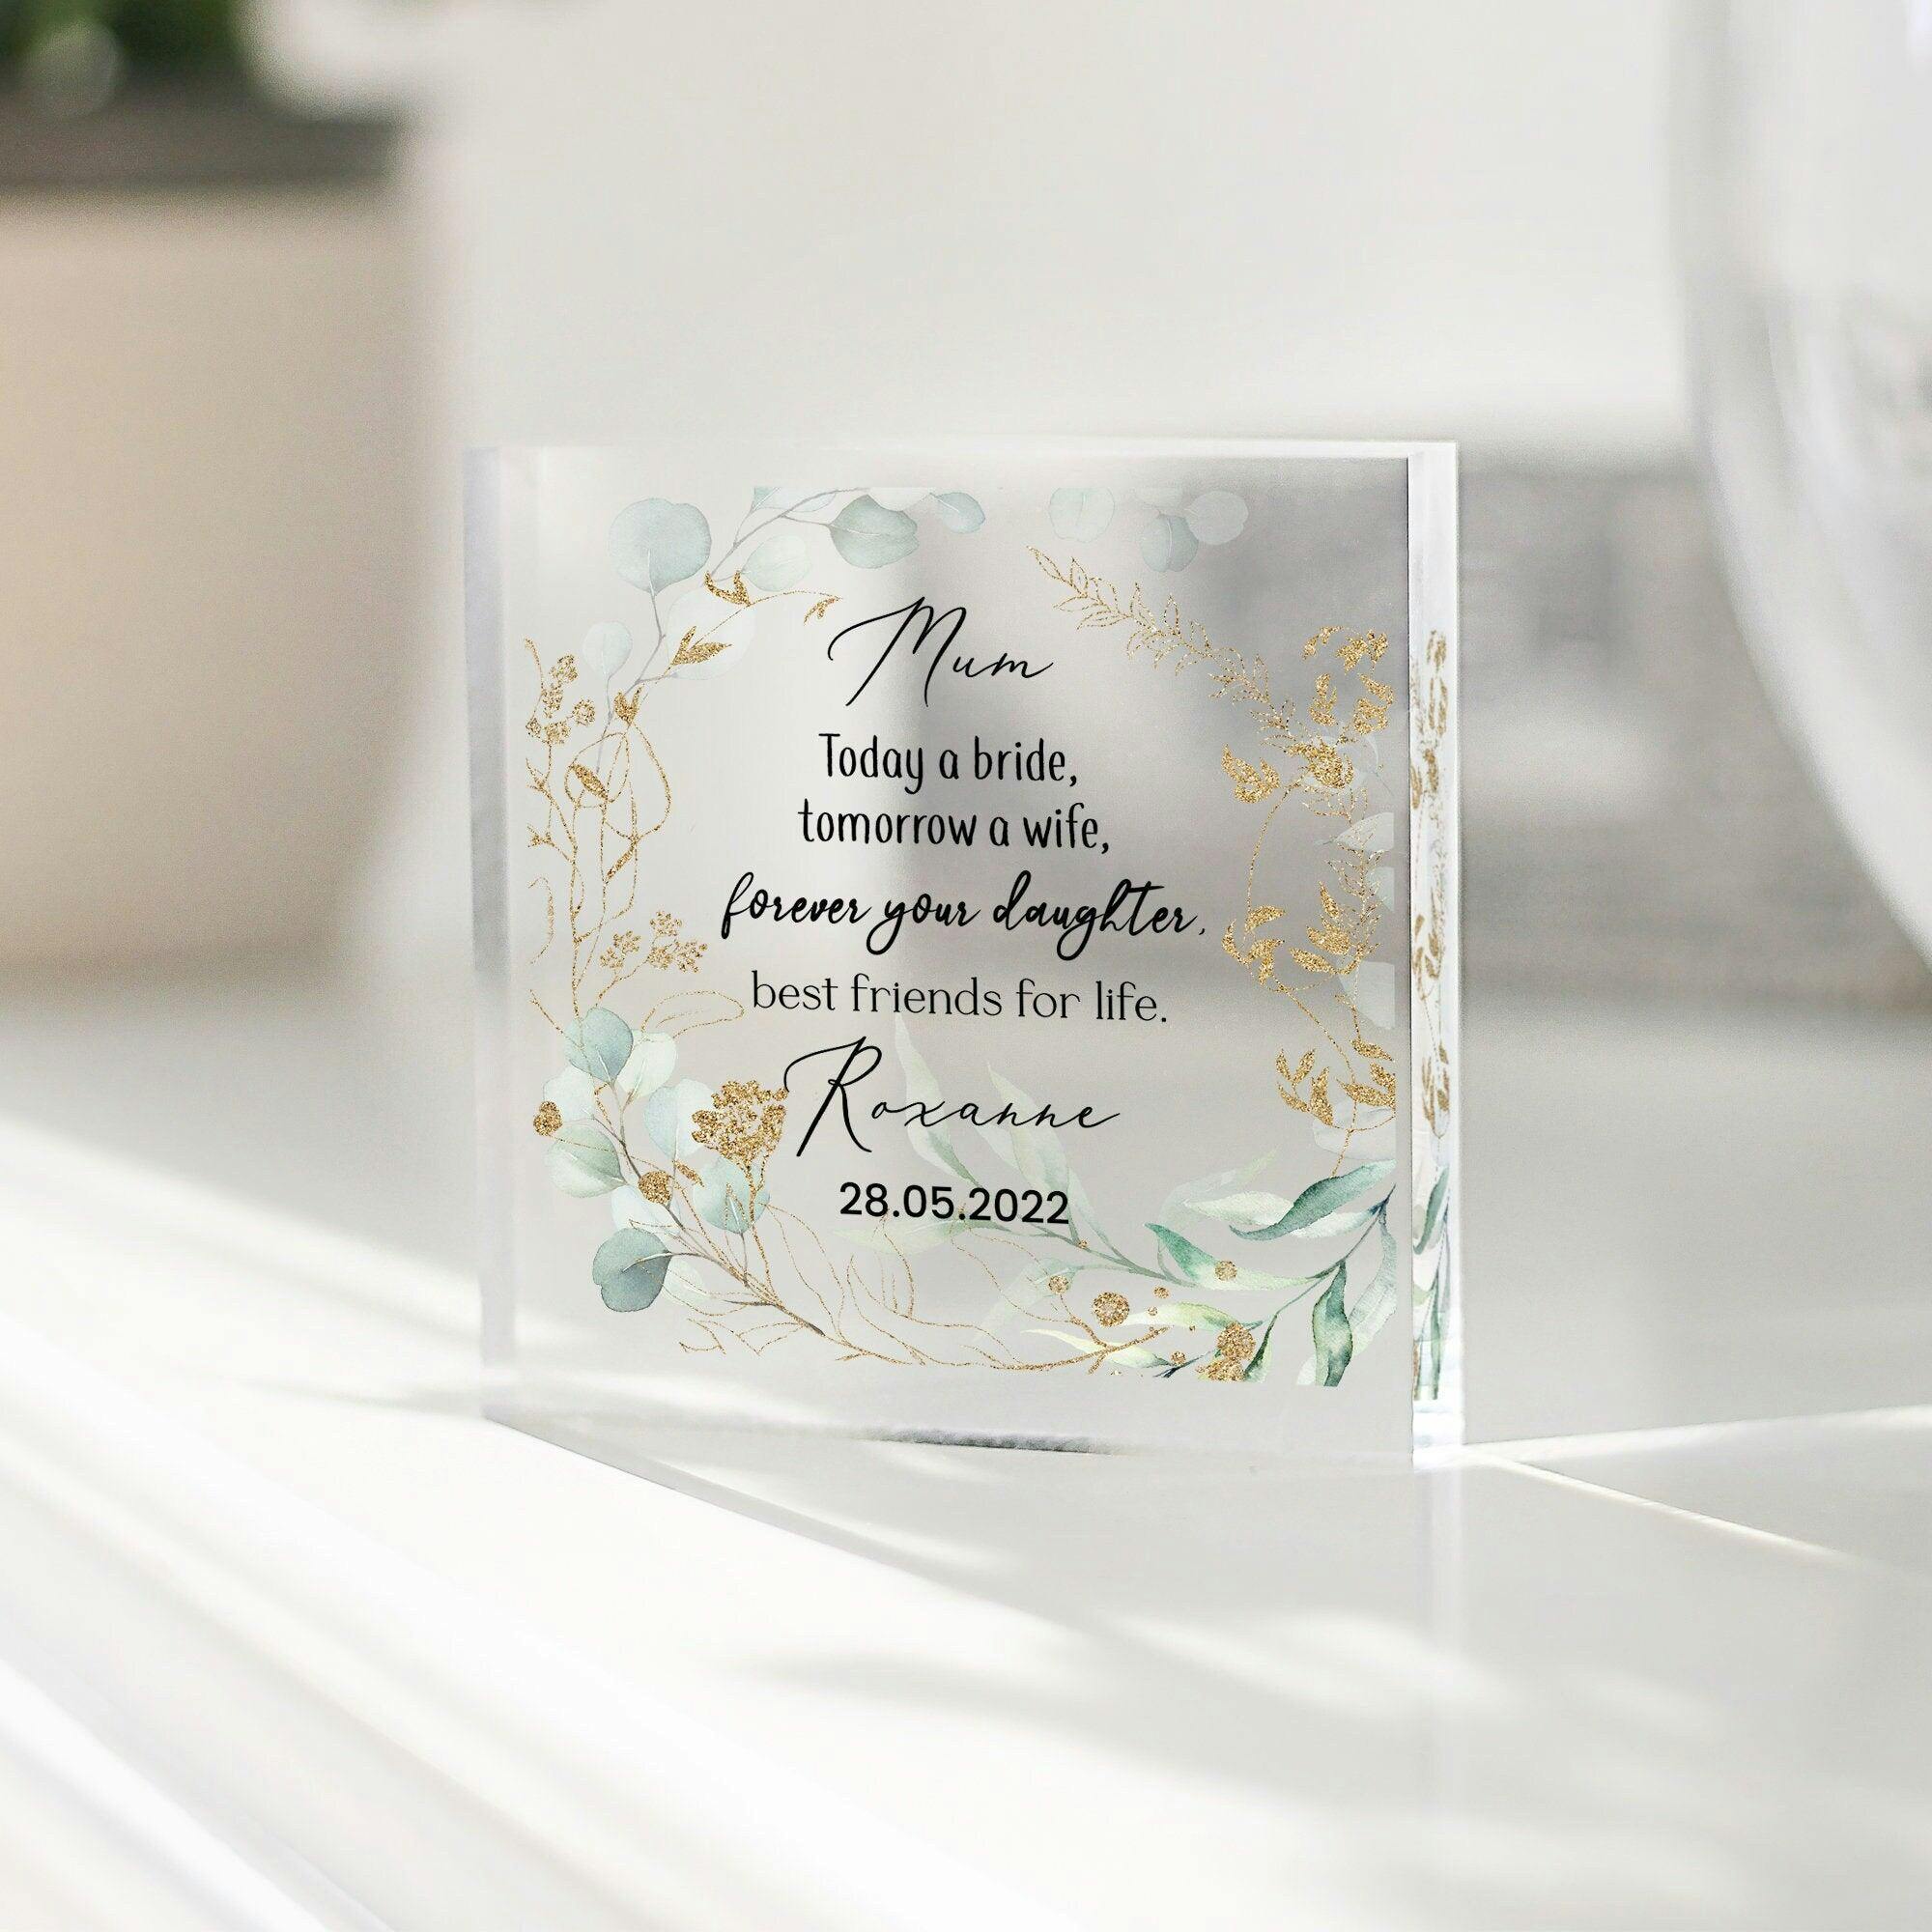 Mum
Today a bride,
tomorrow a wife,
forever your daughter,
best friends for life.
Roxanne
28.05.2022